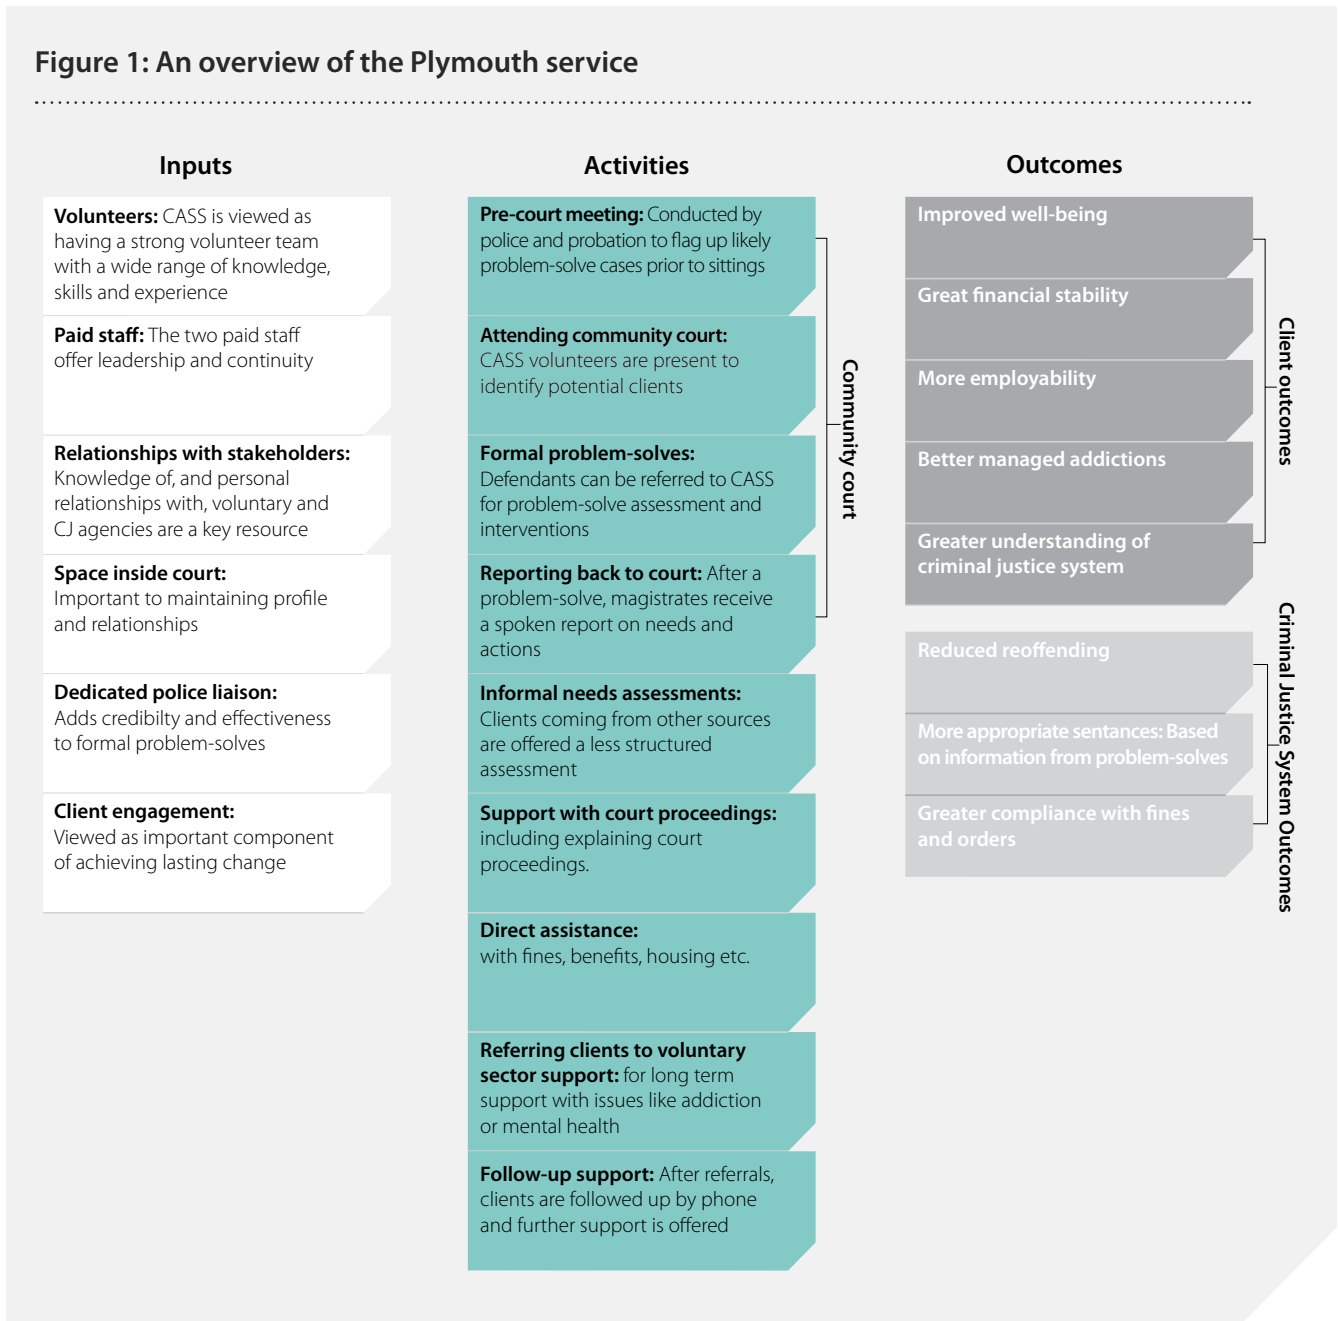 Figure 1: An overview of the Plymouth service
Inputs
Volunteers: CASS is viewed as
having a strong volunteer team
with a wide range of knowledge,
skills and experience
Paid staff: The two paid staff
offer leadership and continuity
Relationships with stakeholders:
Knowledge of, and personal
relationships with, voluntary and
CJ agencies are a key resource
Space inside court:
Important to maintaining profile
and relationships
Dedicated police liaison:
Adds credibilty and effectiveness
to formal problem-solves
Client engagement:
Viewed as important component
of achieving lasting change
Activities
Pre-court meeting: Conducted by
police and probation to flag up likely
problem-solve cases prior to sittings
Attending community court:
CASS volunteers are present to
identify potential clients
Formal problem-solves:
Defendants can be referred to CASS
for problem-solve assessment and
interventions
Reporting back to court: After a
problem-solve, magistrates receive
a spoken report on needs and
actions
Informal needs assessments:
Clients coming from other sources
are offered a less structured
assessment
Support with court proceedings:
including explaining court
proceedings.
Direct assistance:
with fines, benefits, housing etc.
Referring clients to voluntary
sector support: for long term
support with issues like addiction
or mental health
Follow-up support: After referrals,
clients are followed up by phone
and further support is offered
Community court
Outcomes
Improved well-being
Great financial stability
More employability
Better managed addictions
Greater understanding of
criminal justice system
Client outcomes
Reduced reoffending
More appropriate sentences: Based
on information from problem-solves
Greater compliance with fines
and orders
Criminal Justice System Outcomes